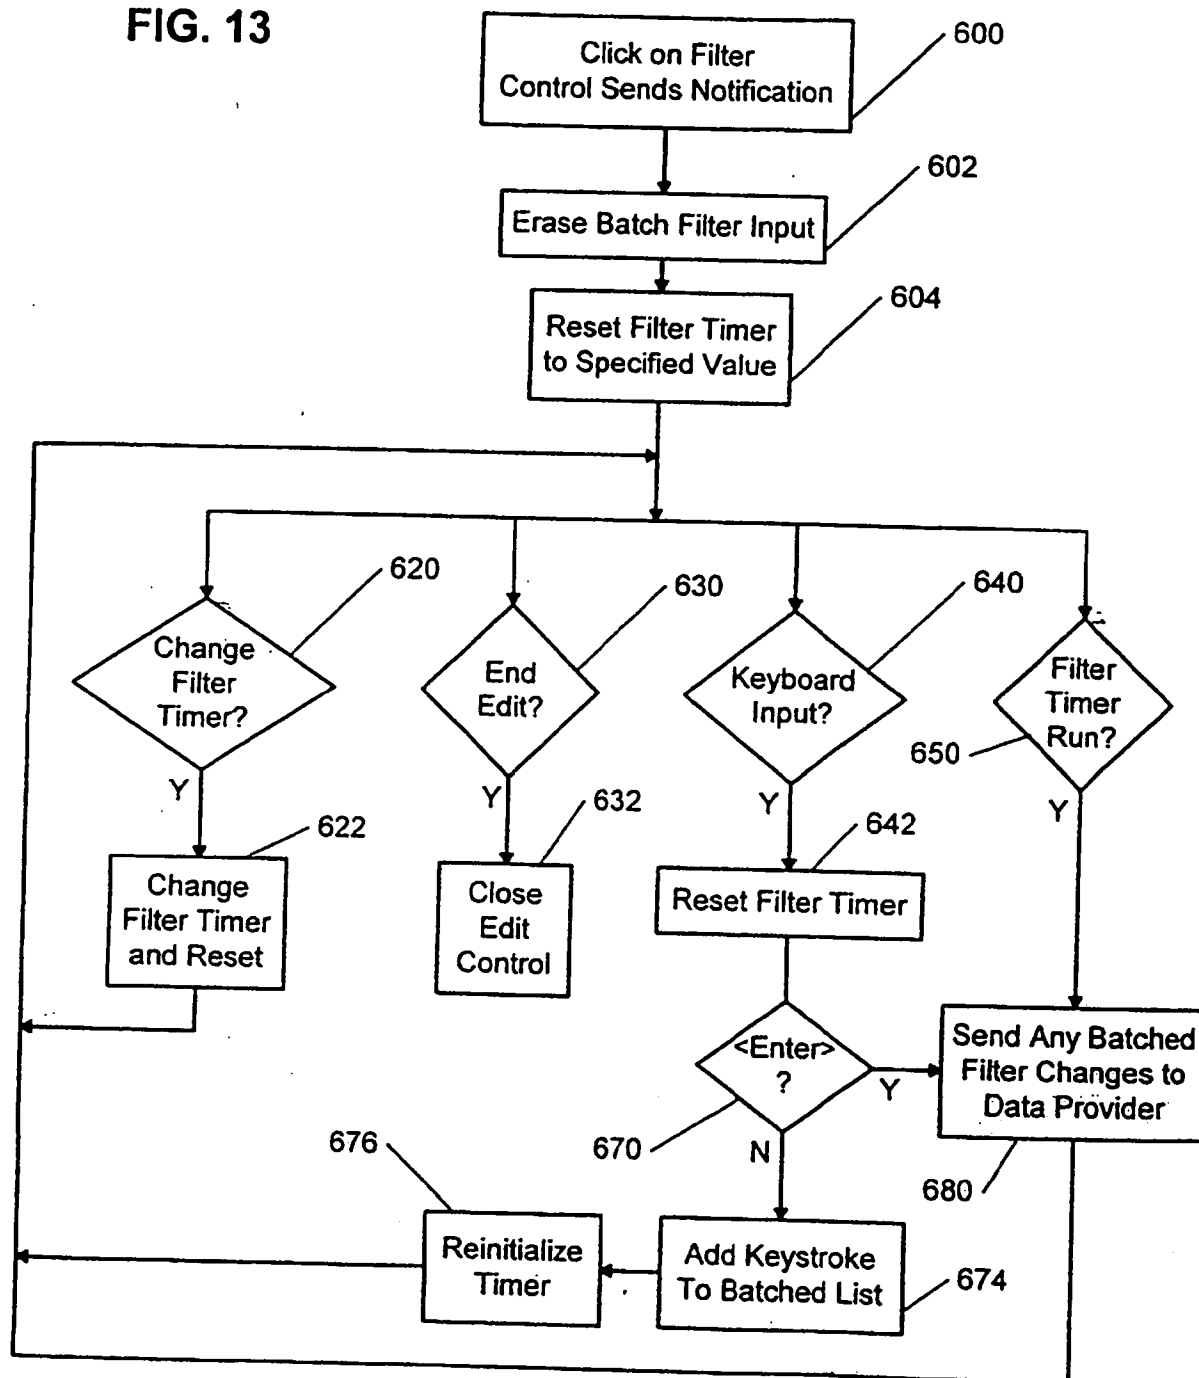 FIG. 13
Click on Filter
Control Sends Notification
600
602
Erase Batch Filter Input
604
Reset Filter Timer
to Specified Value
620
630
640
Change
Filter
Timer?
End
Edit?
Keyboard
Input?
Filter
Timer
Run?
650
Y
Y
Y
Y
622
632
642
Change
Filter Timer
and Reset
Close
Edit
Control
Reset Filter Timer
<Enter>
?
Y
Send Any Batched
Filter Changes to
Data Provider
670
N
676
680
Reinitialize
Timer
Add Keystroke
To Batched List
674